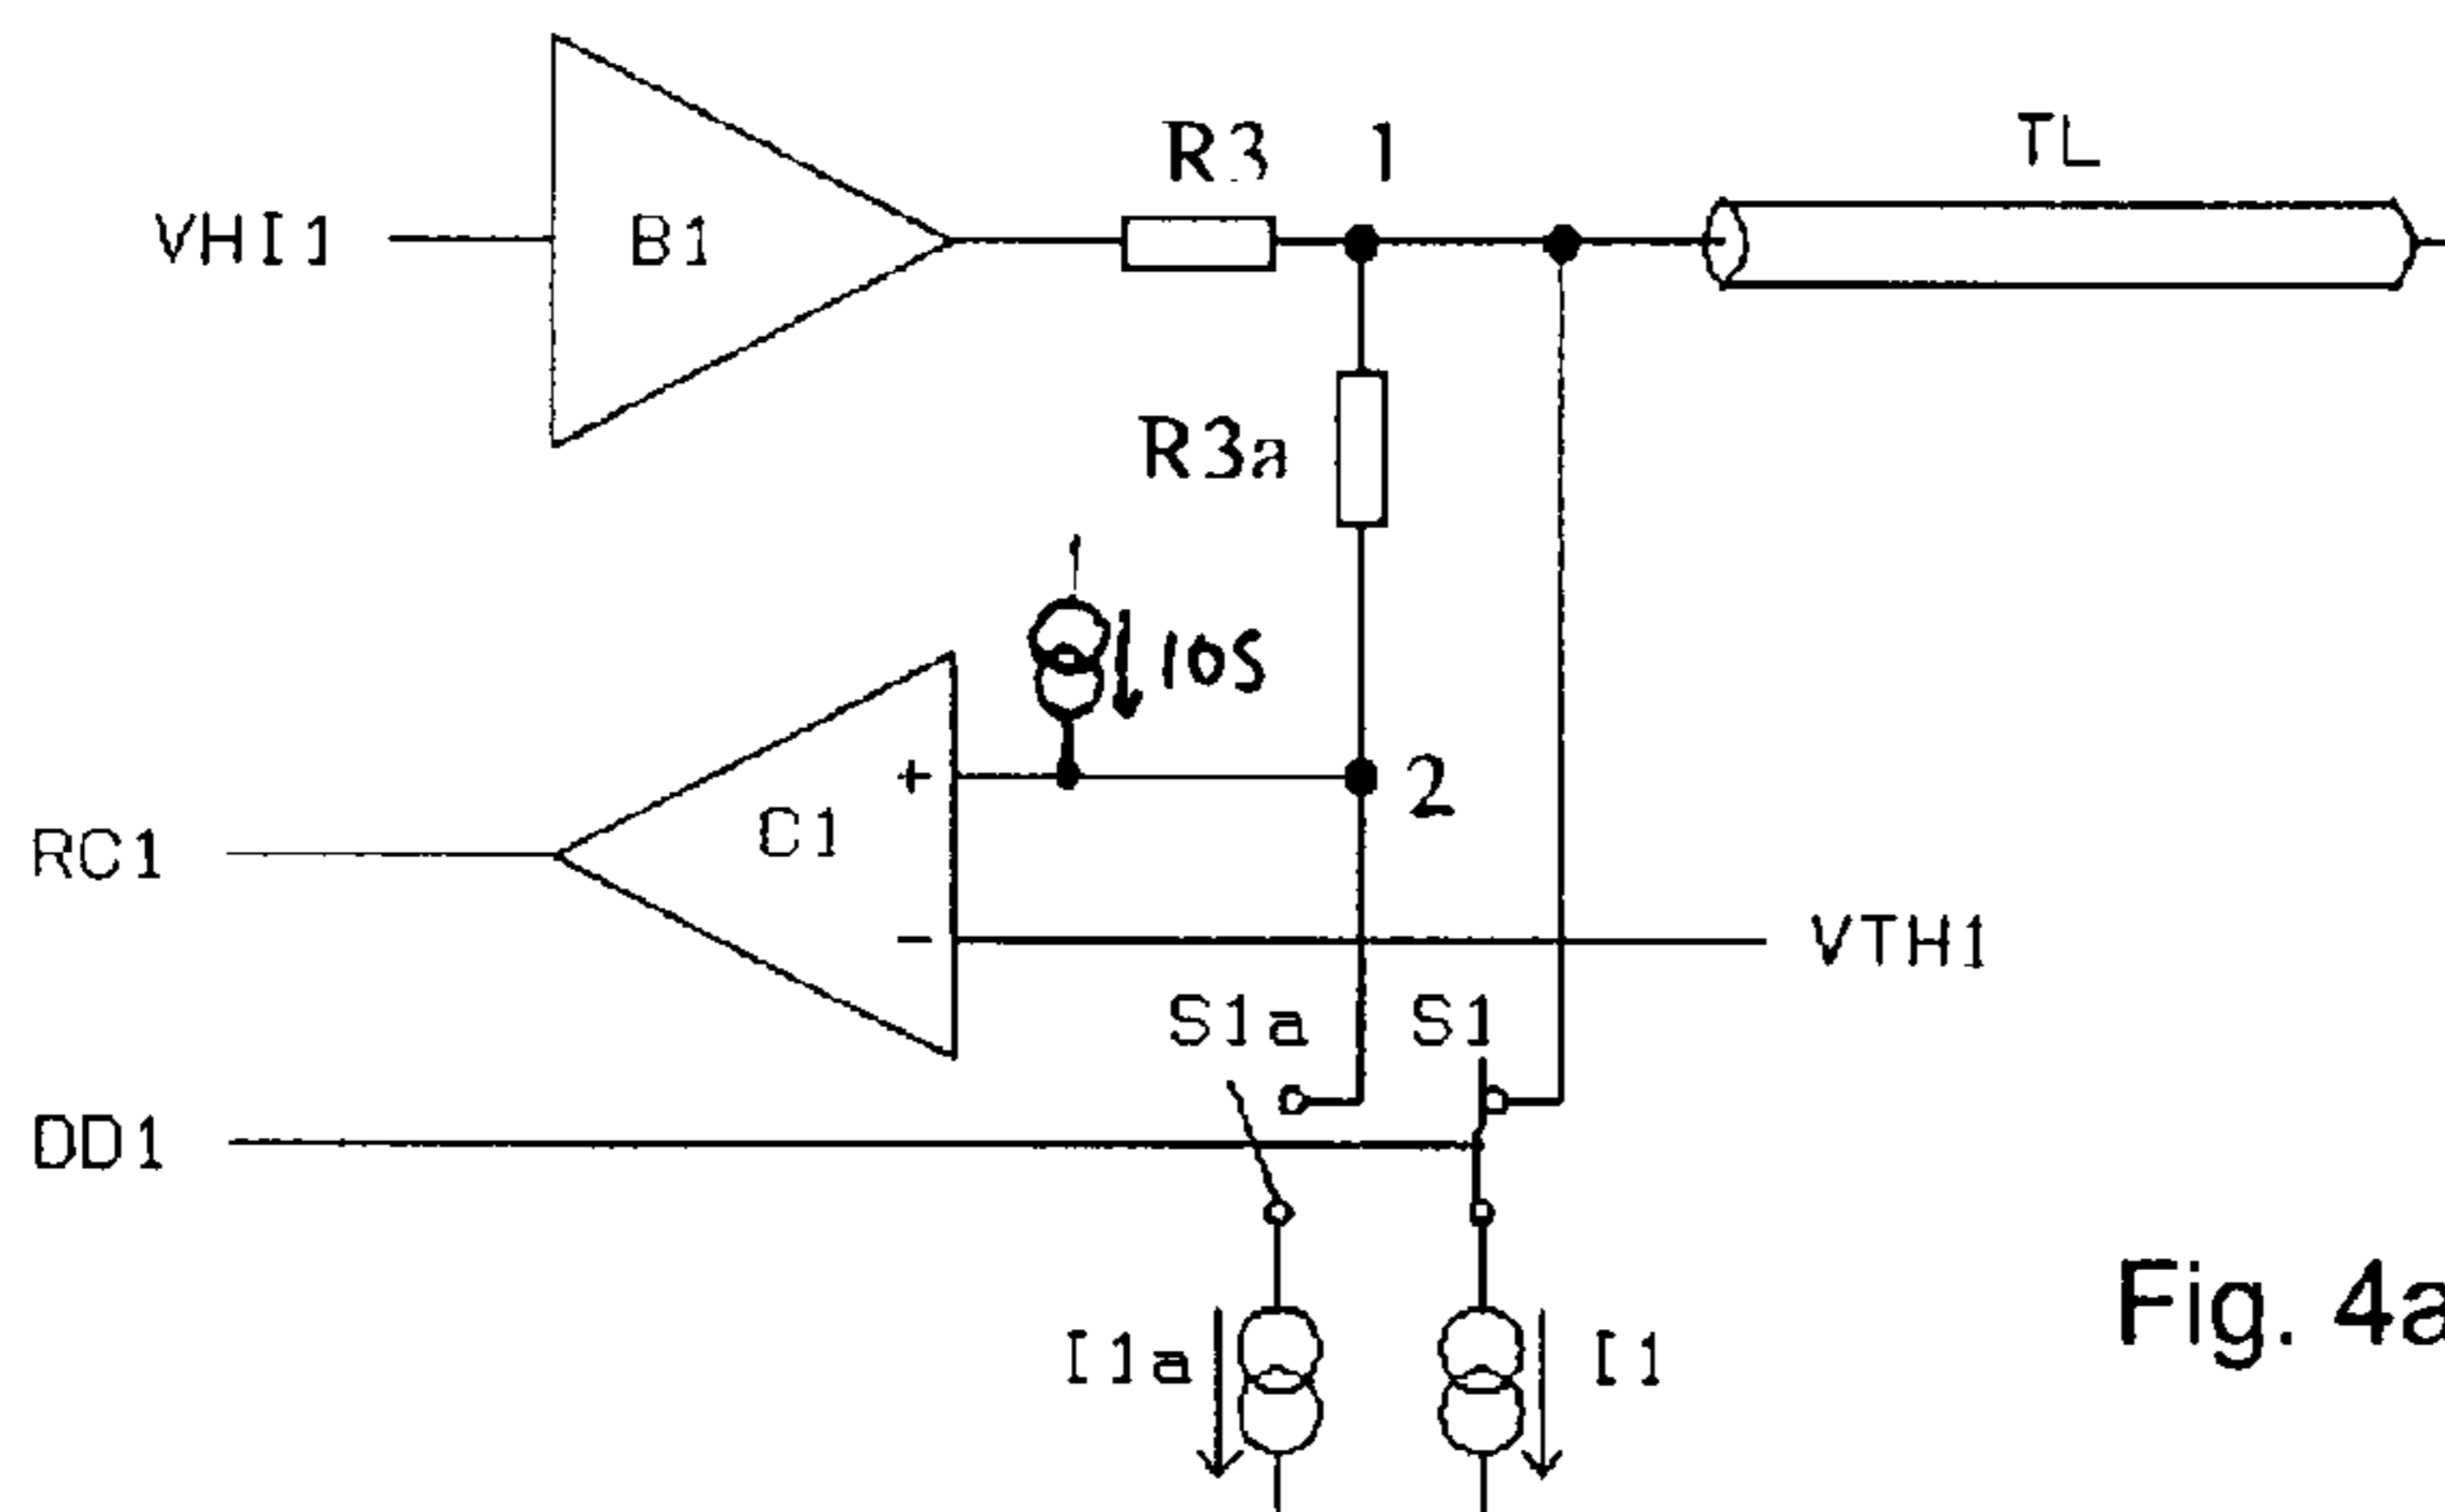 R3 1
TL
VHI1
B1
R3a
IOS
+
2
C1
RC1
-
VTH1
S1a
S1
DD1
I1a
I1
Fig. 4a